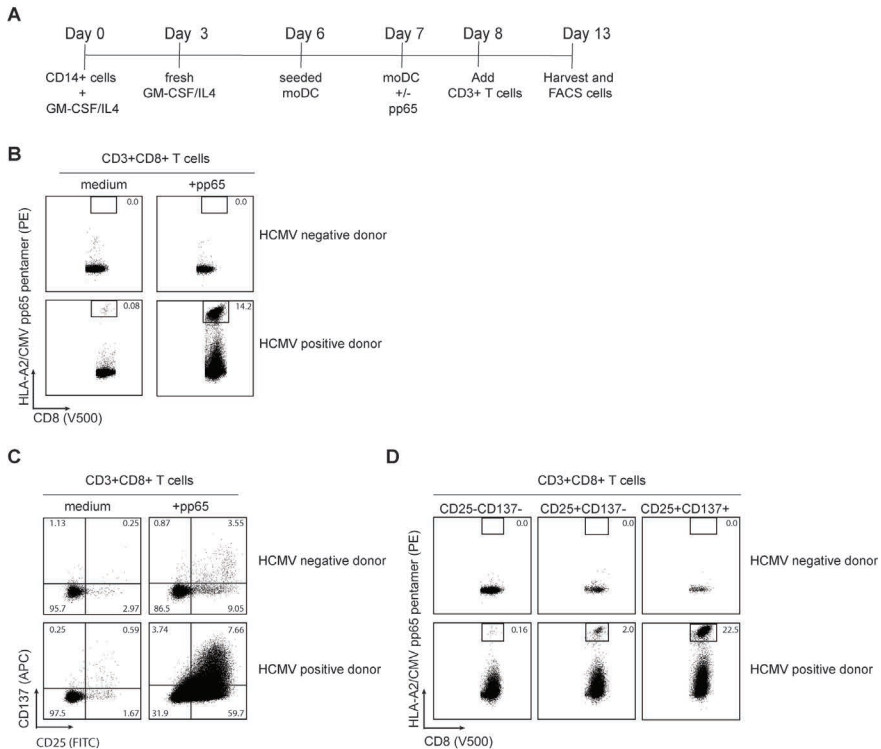 A
Day 0 Day 3 Day 6 Day 7 Day 8 Day 13
CD14+ cells
+
GM-CSF/IL4
fresh
GM-CSF/IL4
seeded
moDC
moDC
+/-
pp65
Add
CD3+ T cells
Harvest and
FACS cells
B
CD3+CD8+ T cells
medium +pp65
0.0 0.0
HCMV negative donor
0.08 14.2
HCMV positive donor
HLA-A2/CMV pp65 pentamer (PE)
CD8 (V500)
C
CD3+CD8+ T cells
medium +pp65
1.13 0.25 0.87 3.55
HCMV negative donor
95.7 2.97 86.5 9.05
0.25 0.59 3.74 7.66
HCMV positive donor
97.5 1.67 31.9 59.7
CD137 (APC)
CD25 (FITC)
D
CD3+CD8+ T cells
CD25-CD137- CD25+CD137- CD25+CD137+
0.0 0.0 0.0
HCMV negative donor
0.16 2.0 22.5
HCMV positive donor
HLA-A2/CMV pp65 pentamer (PE)
CD8 (V500)